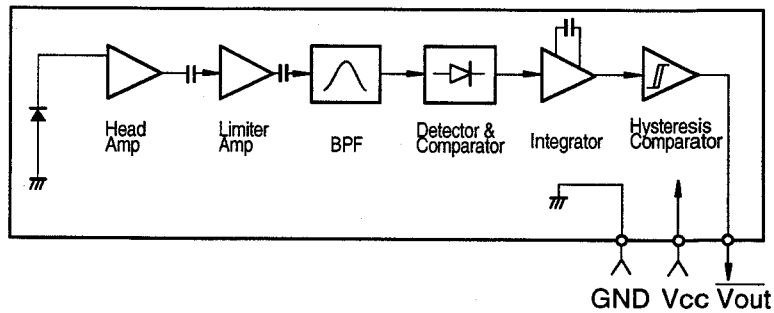 Head
Amp
Limiter
Amp
BPF
Detector &
Comparator
Integrator
Hysteresis
Comparator
GND Vcc Vout